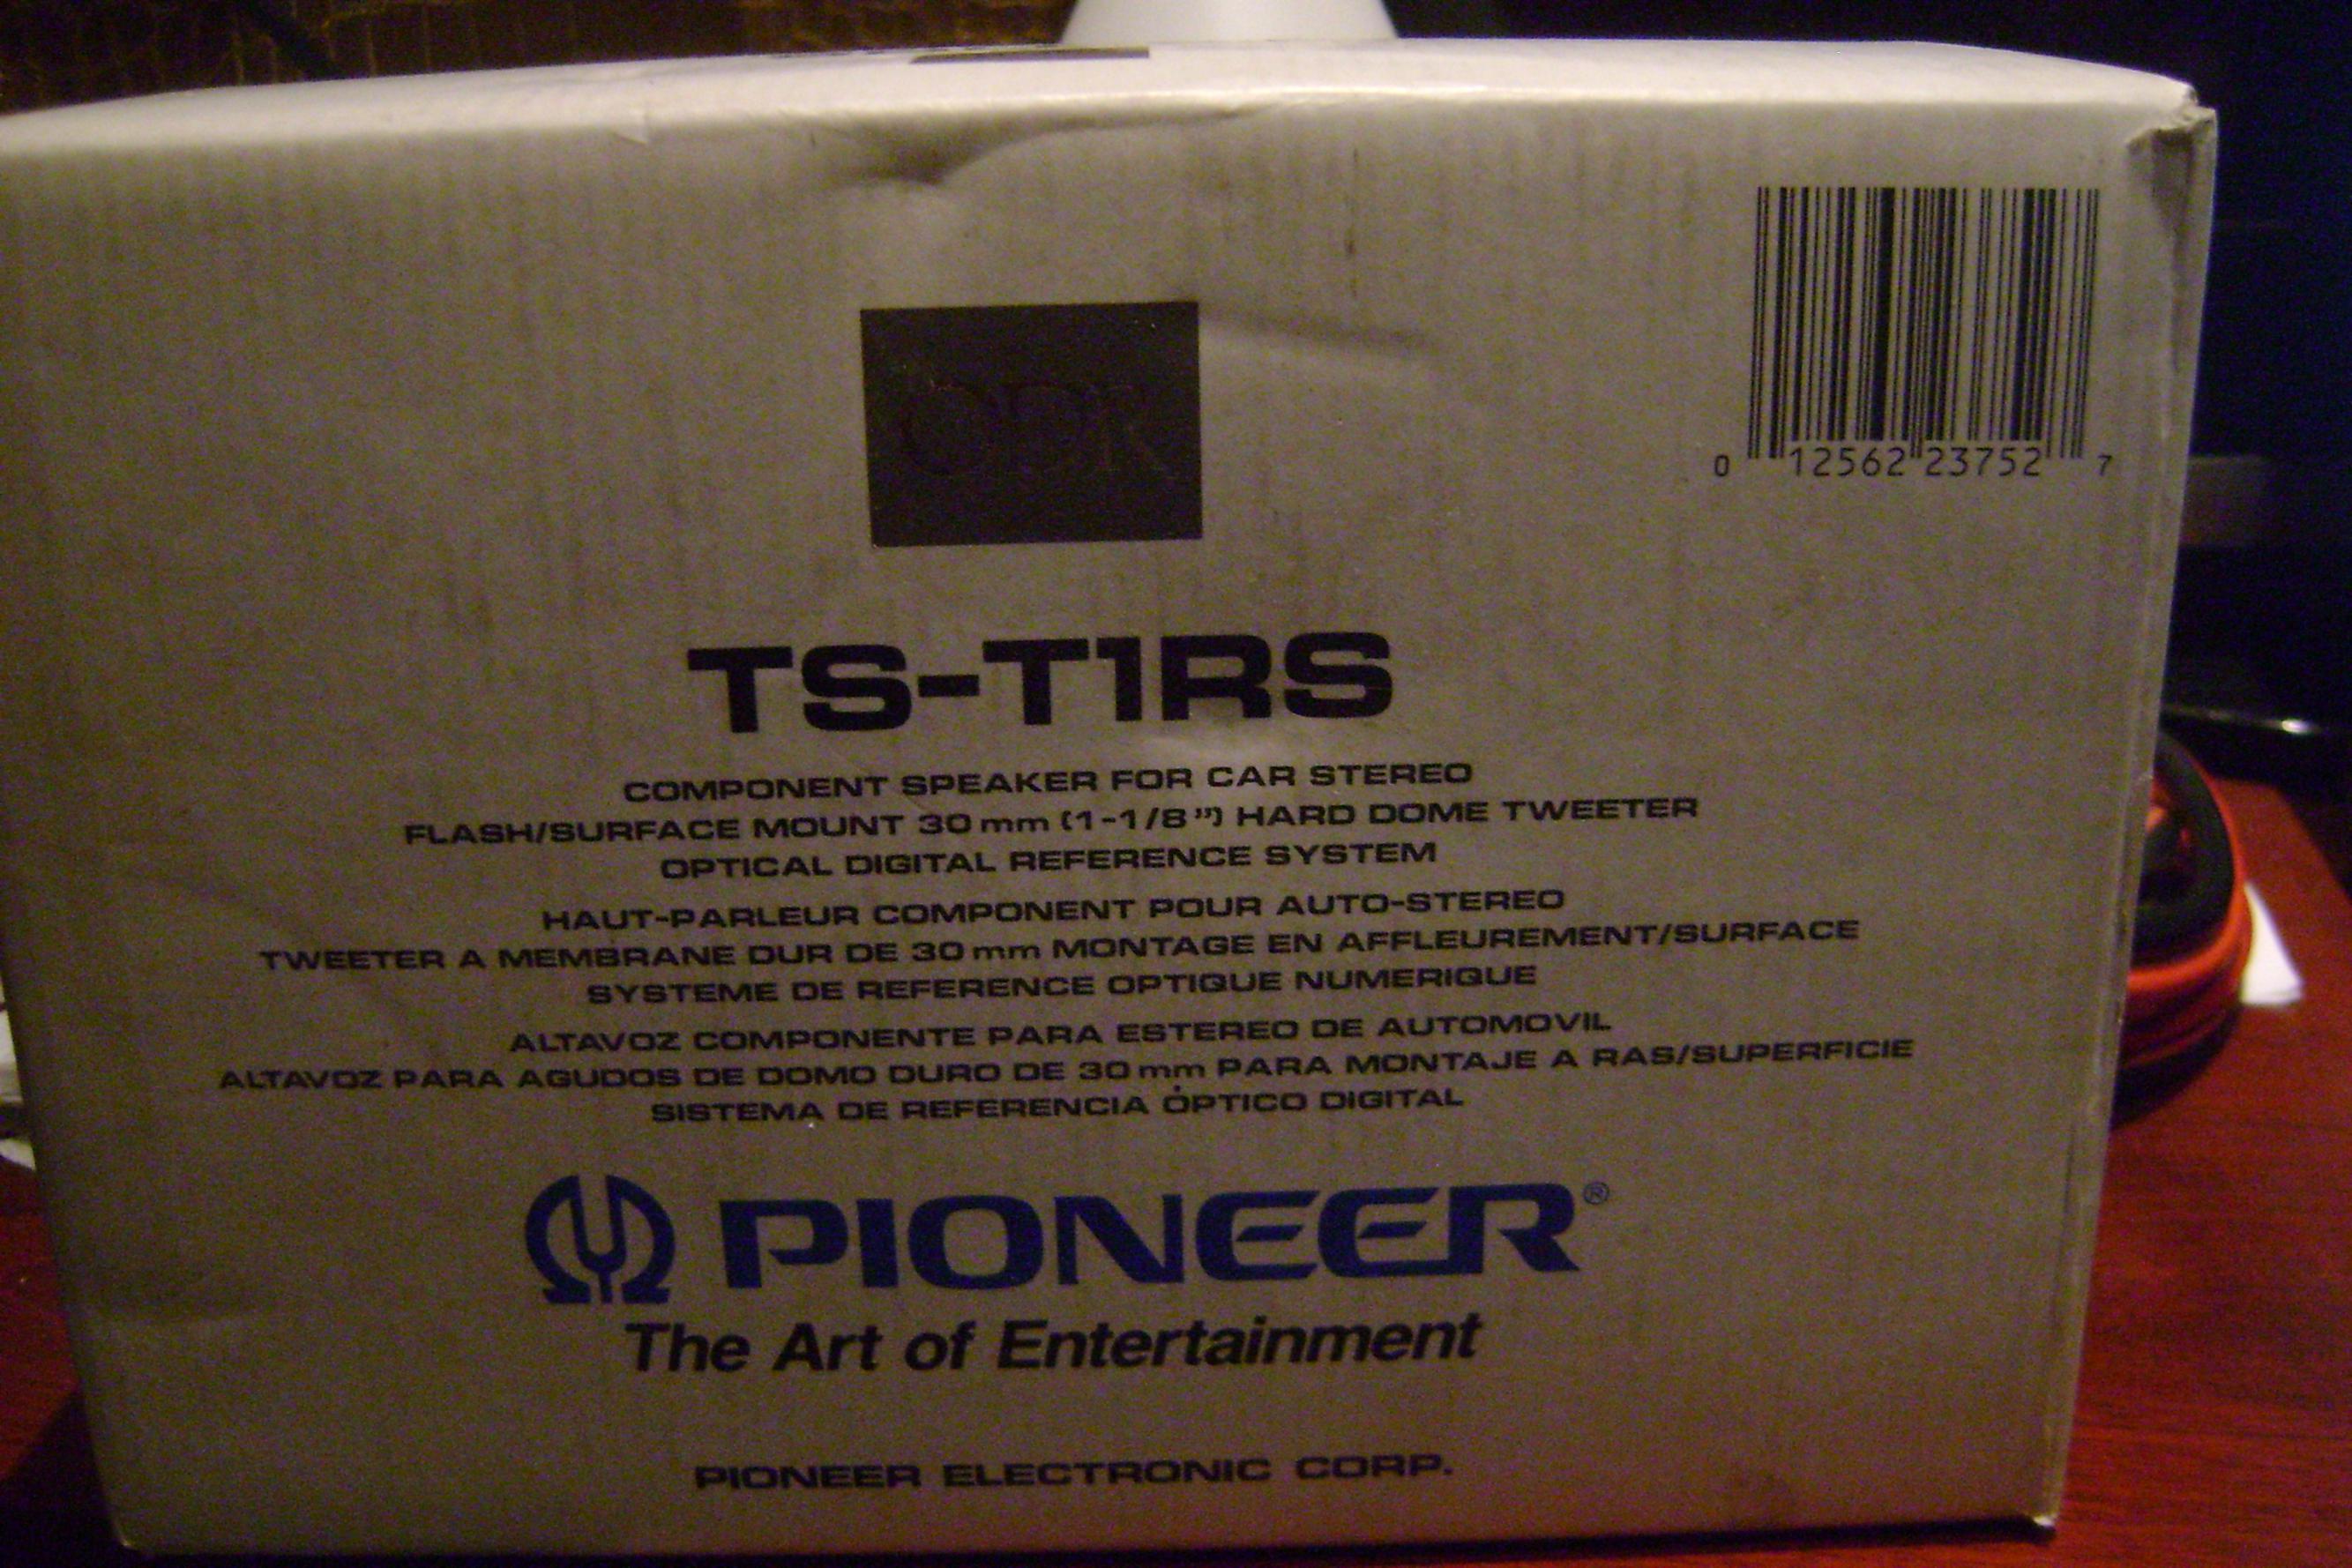 ODR
0 12562 23752 7
TS-T1RS
COMPONENT SPEAKER FOR CAR STEREO
FLASH/SURFACE MOUNT 30 mm (1-1/8") HARD DOME TWEETER
OPTICAL DIGITAL REFERENCE SYSTEM
HAUT-PARLEUR COMPONENT POUR AUTO-STEREO
TWEETER A MEMBRANE DUR DE 30 mm MONTAGE EN AFFLEUREMENT/SURFACE
SYSTEME DE REFERENCE OPTIQUE NUMERIQUE
ALTAVOZ COMPONENTE PARA ESTEREO DE AUTOMOVIL
ALTAVOZ PARA AGUDOS DE DOMO DURO DE 30 mm PARA MONTAJE A RAS/SUPERFICIE
SISTEMA DE REFERENCIA ÓPTICO DIGITAL
PIONEER®
The Art of Entertainment
PIONEER ELECTRONIC CORP.